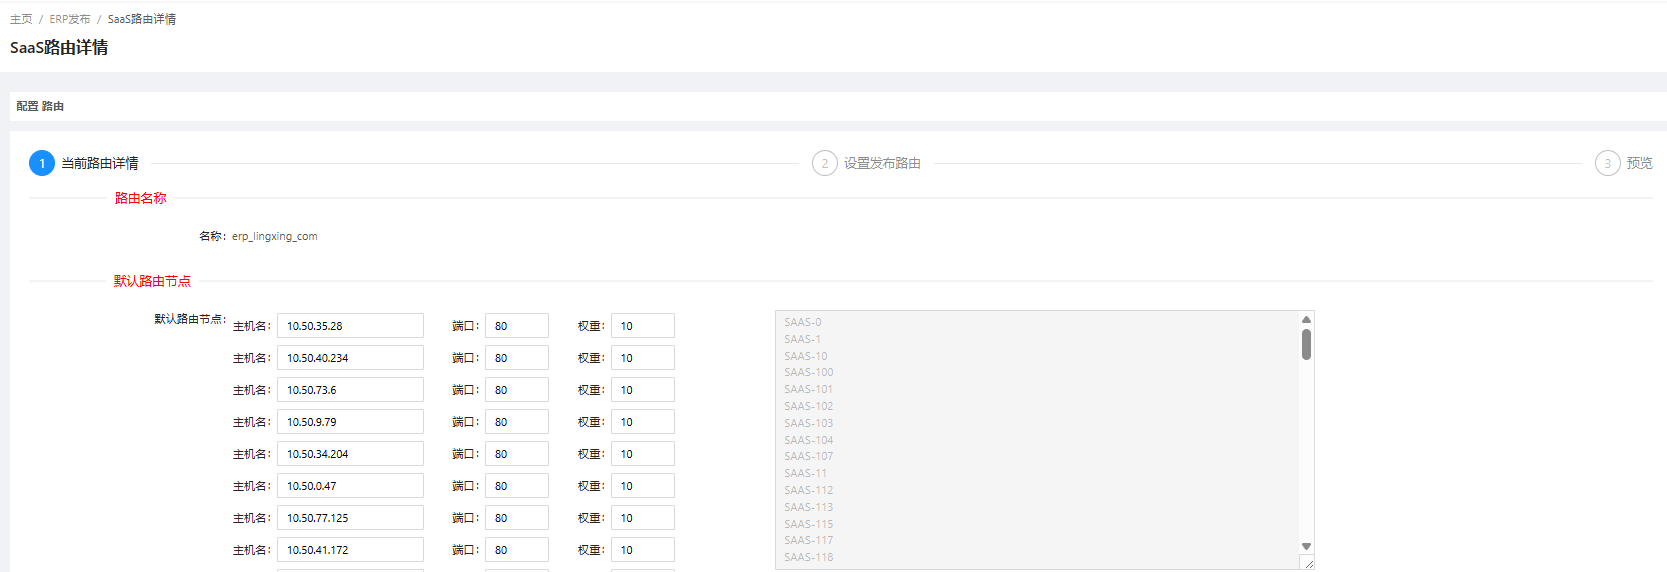 主页 / ERP发布 / SaaS路由详情
SaaS路由详情
配置 路由
1 当前路由详情 2 设置发布路由 3 预览
路由名称
名称: erp_lingxing_com
默认路由节点
默认路由节点: 主机名: 10.50.35.28 端口: 80 权重: 10
主机名: 10.50.40.234 端口: 80 权重: 10
主机名: 10.50.73.6 端口: 80 权重: 10
主机名: 10.50.9.79 端口: 80 权重: 10
主机名: 10.50.34.204 端口: 80 权重: 10
主机名: 10.50.0.47 端口: 80 权重: 10
主机名: 10.50.77.125 端口: 80 权重: 10
主机名: 10.50.41.172 端口: 80 权重: 10
SAAS-0
SAAS-1
SAAS-10
SAAS-100
SAAS-101
SAAS-102
SAAS-103
SAAS-104
SAAS-107
SAAS-11
SAAS-112
SAAS-113
SAAS-115
SAAS-117
SAAS-118